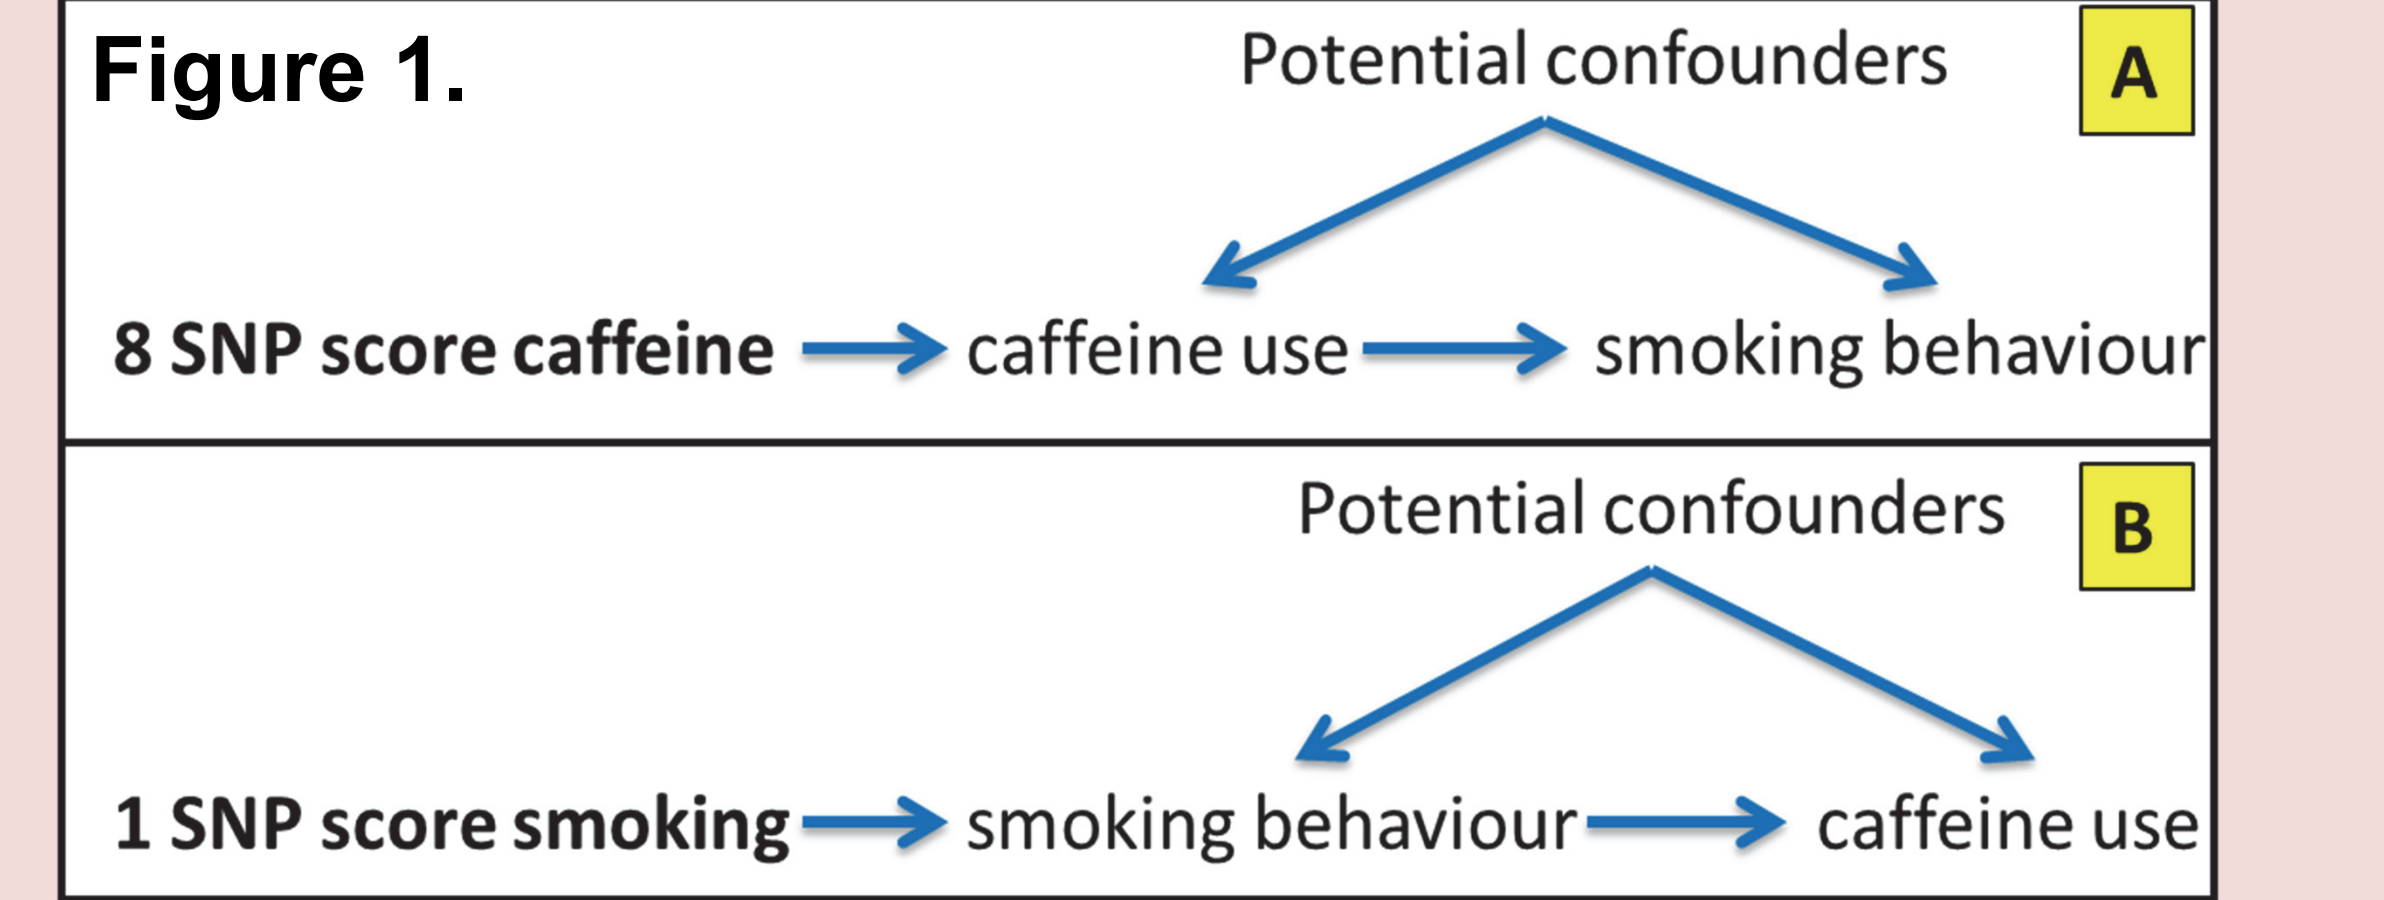 Figure 1.
Potential confounders
A
8 SNP score caffeine
caffeine use
smoking behaviour
Potential confounders
B
1 SNP score smoking
smoking behaviour
caffeine use